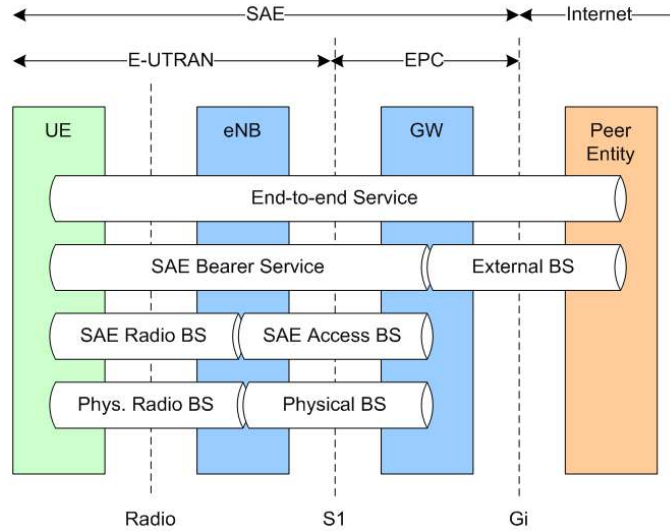 SAE Internet
E-UTRAN EPC
UE eNB GW Peer
Entity
End-to-end Service
SAE Bearer Service External BS
SAE Radio BS SAE Access BS
Phys. Radio BS Physical BS
Radio S1 Gi